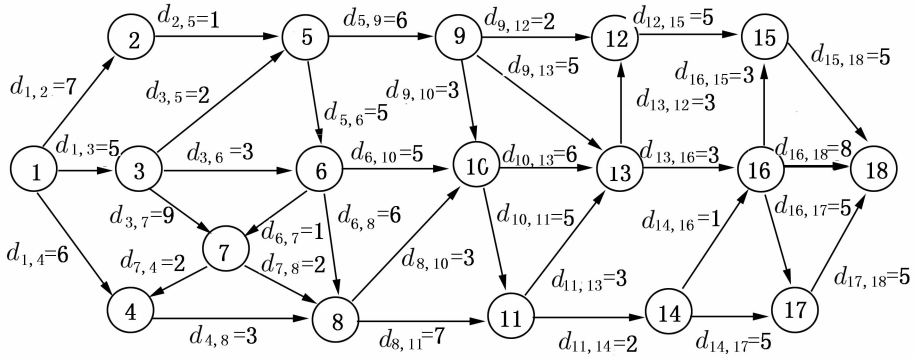 d2,5=1 d5,9=6 d9,12=2 d12,15=5
2 5 9 12 15
d1,2=7 d3,5=2 d9,10=3 d9,13=5 d16,15=3 d15,18=5
d5,6=5 d13,12=3
d1,3=5 d3,6=3 d6,10=5 d10,13=6 d13,16=3 d16,18=8
1 3 6 10 13 16 18
d3,7=9 d6,7=1 d6,8=6 d10,11=5 d14,16=1 d16,17=5
7
d1,4=6 d7,4=2 d7,8=2 d8,10=3 d11,13=3 d17,18=5
4 8 11 14 17
d4,8=3 d8,11=7 d11,14=2 d14,17=5